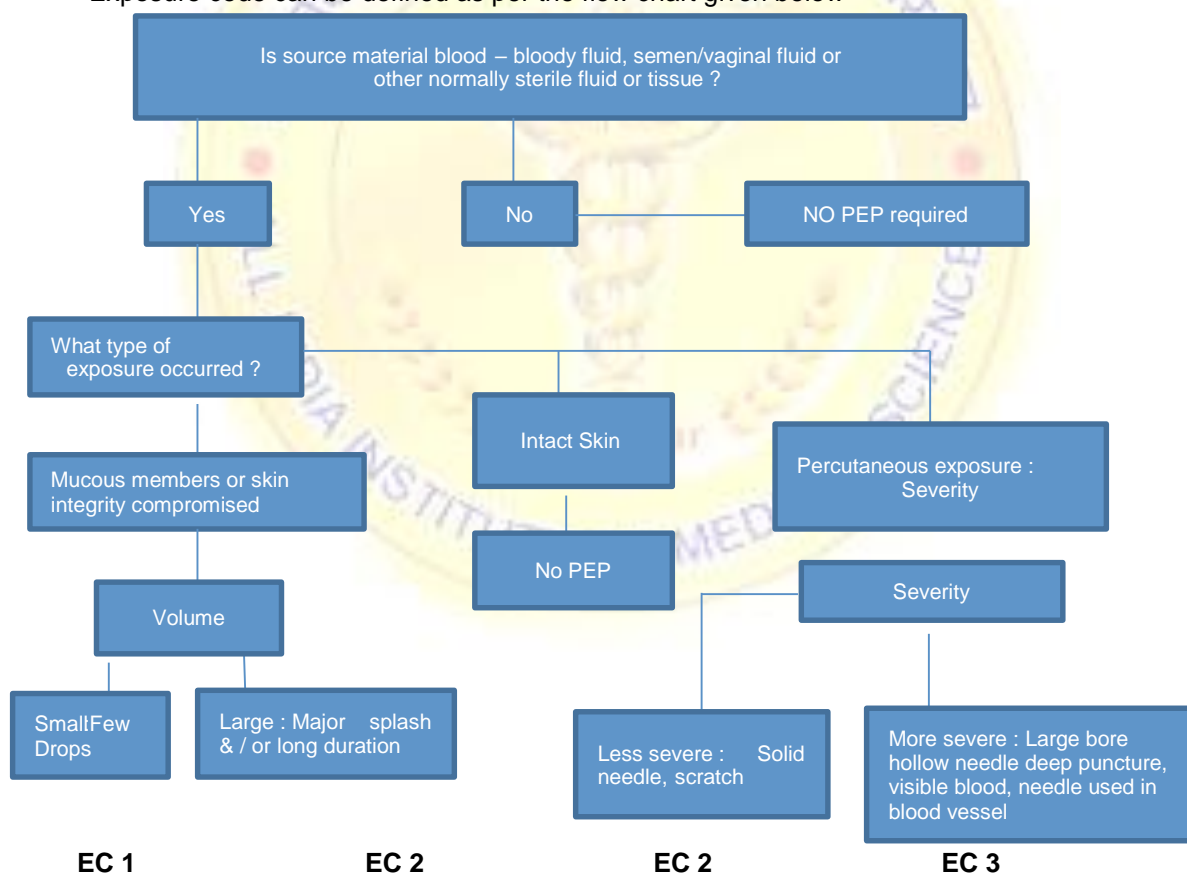 Exposure code can be defined as per the flow chart given below
Is source material blood – bloody fluid, semen/vaginal fluid or
other normally sterile fluid or tissue ?
Yes
No
NO PEP required
What type of
exposure occurred ?
Intact Skin
Percutaneous exposure :
Severity
Mucous members or skin
integrity compromised
No PEP
Severity
Volume
Small:Few
Drops
Large : Major splash
& / or long duration
Less severe : Solid
needle, scratch
More severe : Large bore
hollow needle deep puncture,
visible blood, needle used in
blood vessel
EC 1 EC 2 EC 2 EC 3